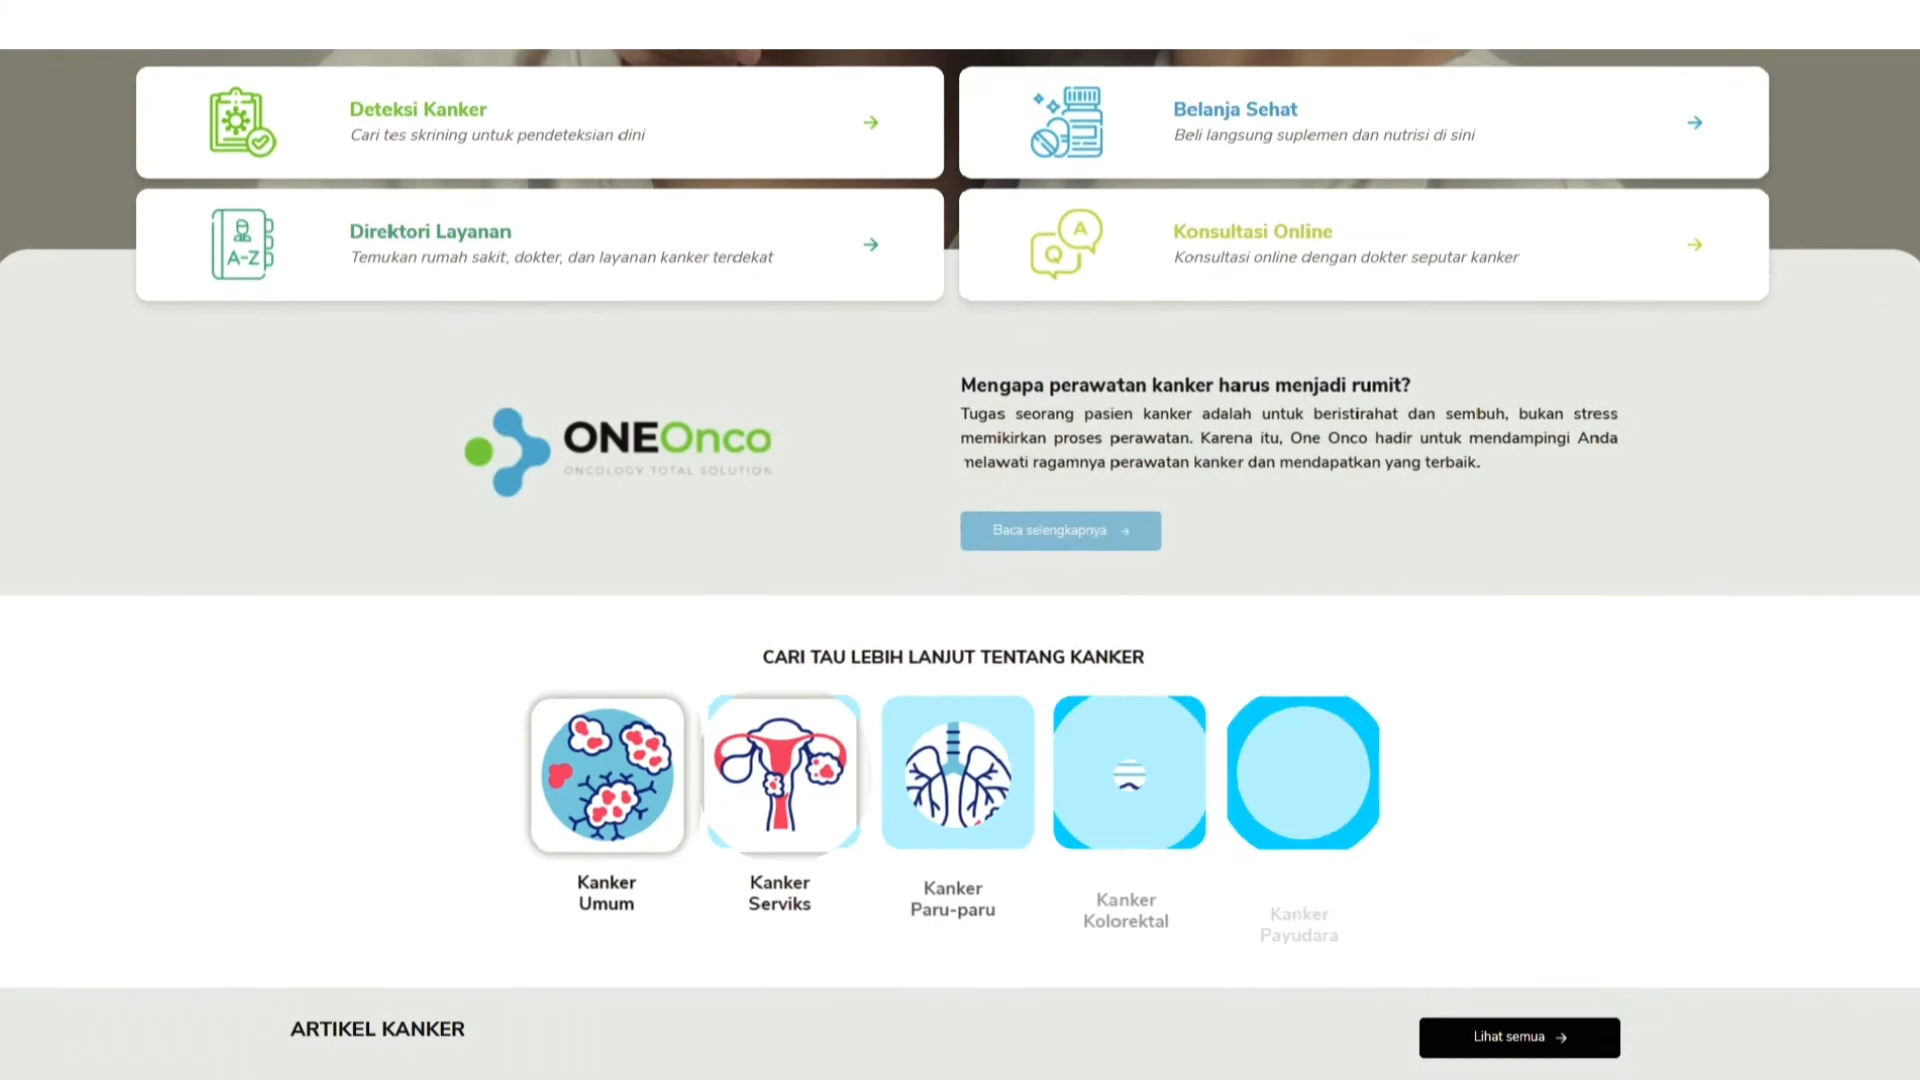 Deteksi Kanker
Cari tes skrining untuk pendeteksian dini
Belanja Sehat
Beli langsung suplemen dan nutrisi di sini
A-Z
Direktori Layanan
Temukan rumah sakit, dokter, dan layanan kanker terdekat
A
Q
Konsultasi Online
Konsultasi online dengan dokter seputar kanker
ONEOnco
ONCOLOGY TOTAL SOLUTION
Mengapa perawatan kanker harus menjadi rumit?
Tugas seorang pasien kanker adalah untuk beristirahat dan sembuh, bukan stress
memikirkan proses perawatan. Karena itu, One Onco hadir untuk mendampingi Anda
melawati ragamnya perawatan kanker dan mendapatkan yang terbaik.
Baca selengkapnya →
CARI TAU LEBIH LANJUT TENTANG KANKER
Kanker
Umum
Kanker
Serviks
Kanker
Paru-paru
Kanker
Kolorektal
Kanker
Payudara
ARTIKEL KANKER
Lihat semua →